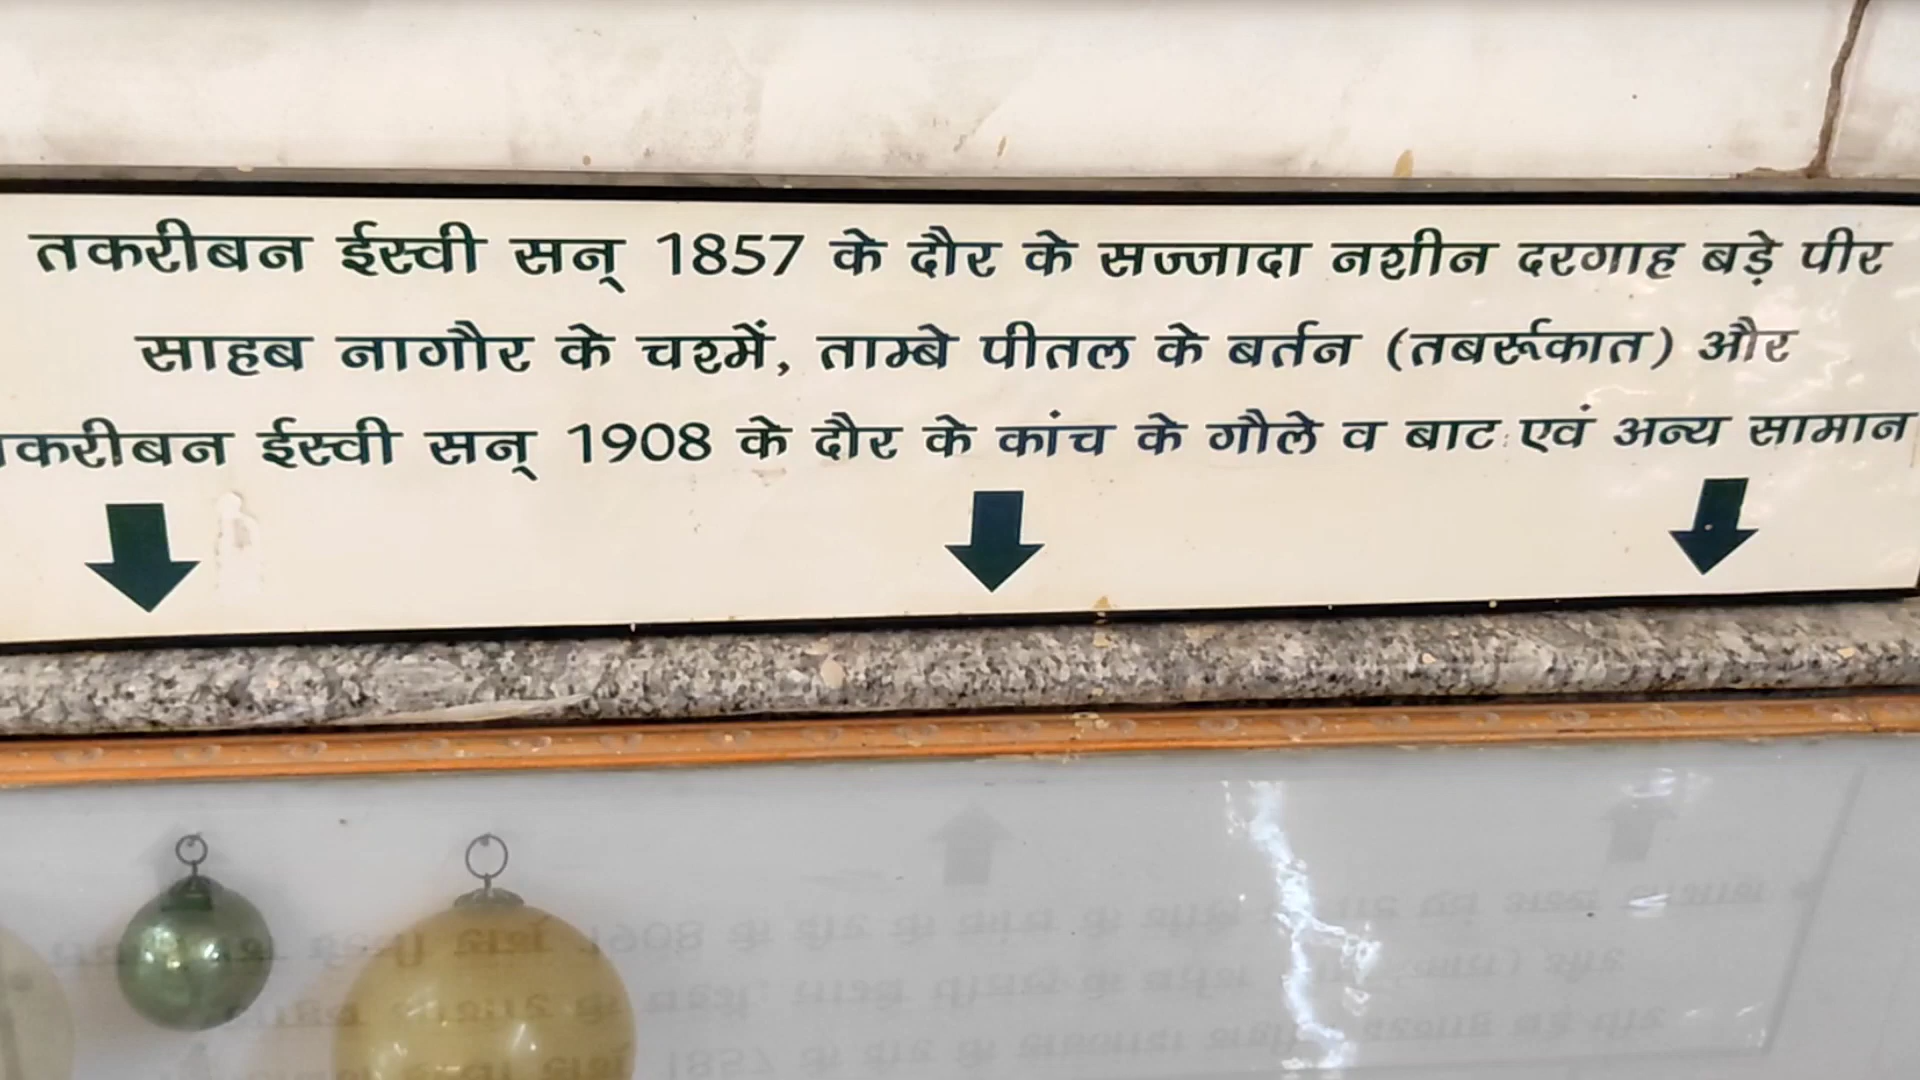 तकरीबन ईस्वी सन् 1857 के दौर के सज्जादा नशीन दरगाह बड़े पीर
साहब नागौर के चश्में, ताम्बे पीतल के बर्तन (तबर्रूकात) और
तकरीबन ईस्वी सन् 1908 के दौर के कांच के गौले व बाट एवं अन्य सामान